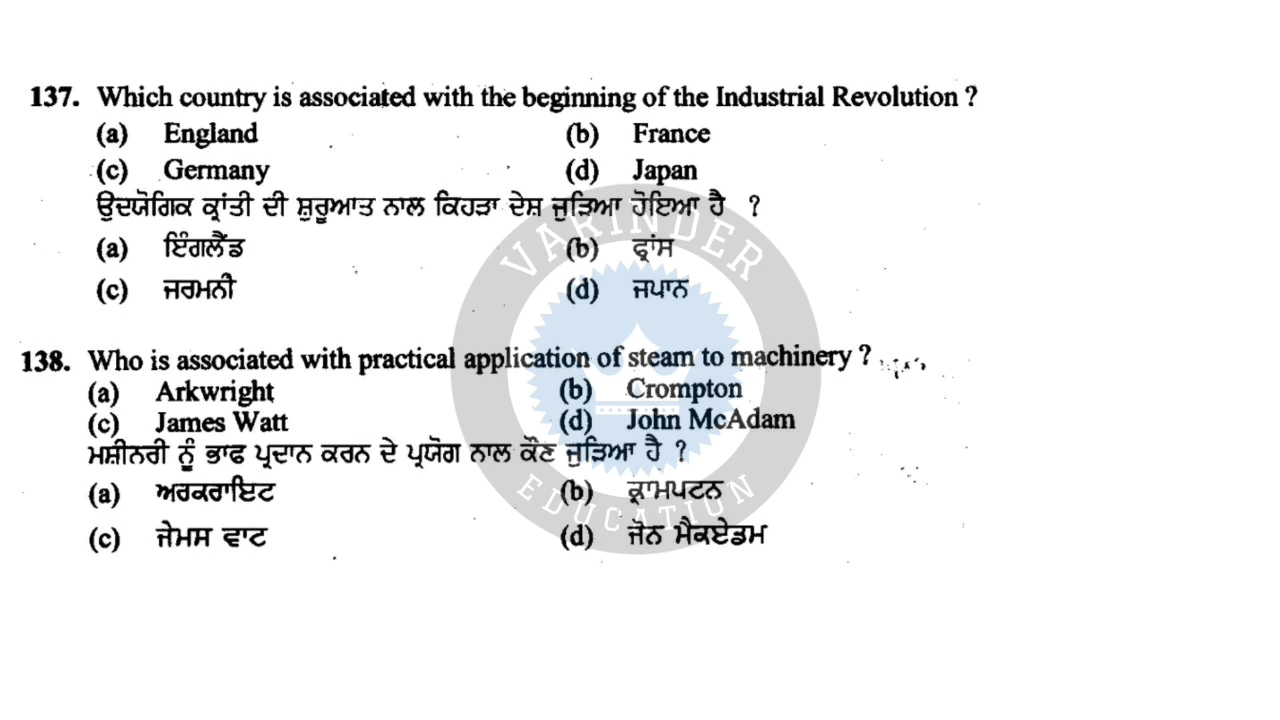 137. Which country is associated with the beginning of the Industrial Revolution ?
(a) England (b) France
(c) Germany (d) Japan
ਉਦਯੋਗਿਕ ਕ੍ਰਾਂਤੀ ਦੀ ਸ਼ੁਰੂਆਤ ਨਾਲ ਕਿਹੜਾ ਦੇਸ਼ ਜੁੜਿਆ ਹੋਇਆ ਹੈ ?
(a) ਇੰਗਲੈਂਡ (b) ਫ੍ਰਾਂਸ
(c) ਜਰਮਨੀ (d) ਜਪਾਨ
138. Who is associated with practical application of steam to machinery ?
(a) Arkwright (b) Crompton
(c) James Watt (d) John McAdam
ਮਸ਼ੀਨਰੀ ਨੂੰ ਭਾਫ ਪ੍ਰਦਾਨ ਕਰਨ ਦੇ ਪ੍ਰਯੋਗ ਨਾਲ ਕੌਣ ਜੁੜਿਆ ਹੈ ?
(a) ਅਰਕਰਾਇਟ (b) ਕ੍ਰਾਮਪਟਨ
(c) ਜੇਮਸ ਵਾਟ (d) ਜੋਨ ਮੈਕਏਡਮ
VARINDER
EDUCATION